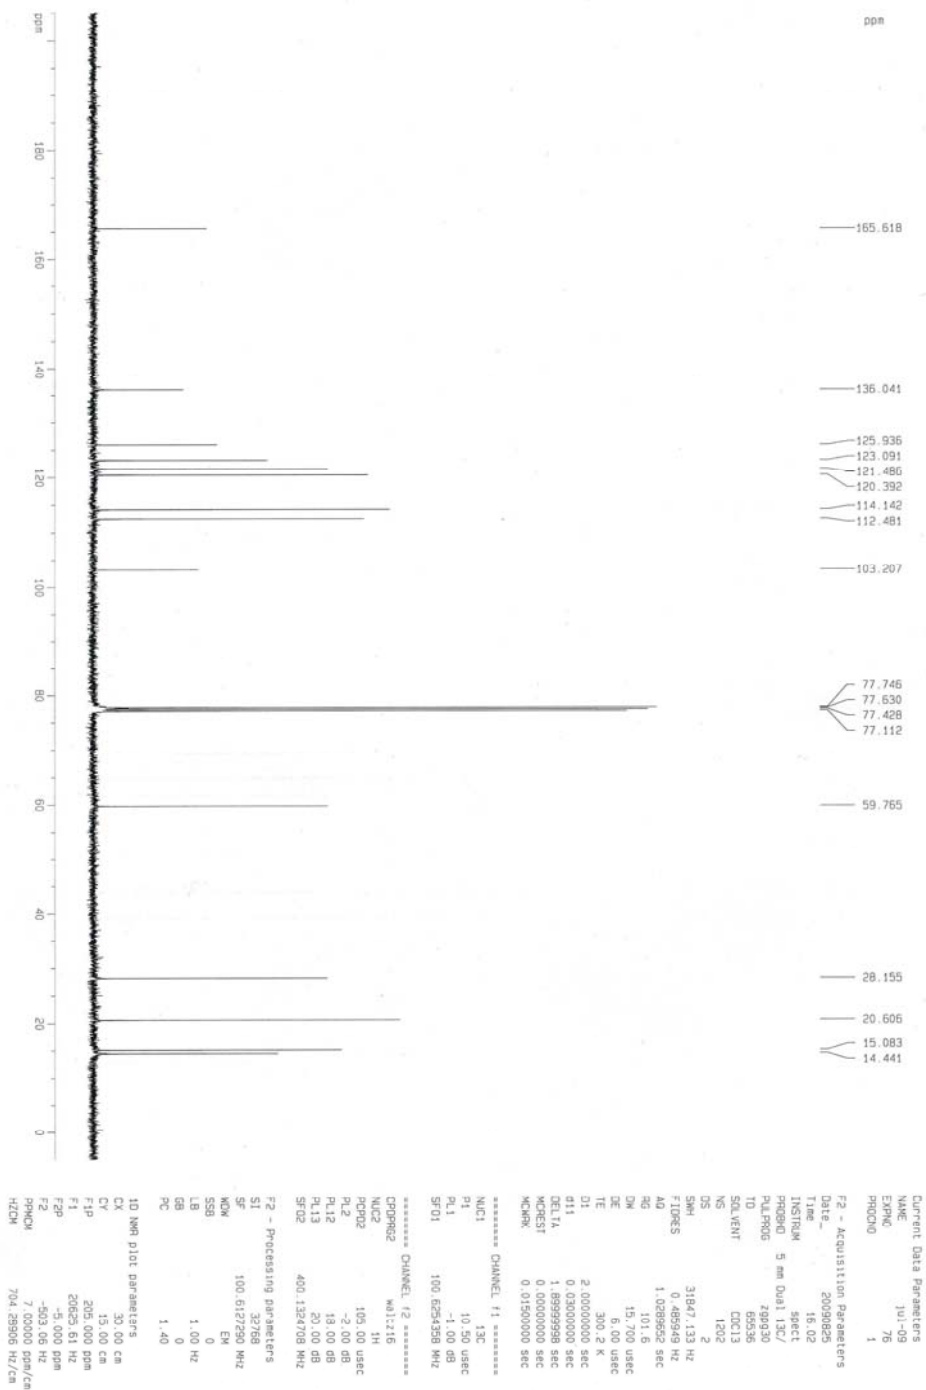 ppm
165.618
136.041
125.936
123.091
121.486
120.392
114.142
112.481
103.207
77.746
77.630
77.428
77.112
59.765
28.155
20.606
15.083
14.441
ppm
180
160
140
120
100
80
60
40
20
0
Current Data Parameters
NAME jul-09
EXPNO 76
PROCNO 1
F2 - Acquisition Parameters
Date_ 20090825
Time 16.02
INSTRUM spect
PROBHD 5 mm Dual 13C/
PULPROG zgpg30
TD 65536
SOLVENT CDCl3
NS 1202
DS 2
SWH 31847.133 Hz
FIDRES 0.485949 Hz
AQ 1.0289652 sec
RG 101.6
DW 15.700 usec
DE 6.00 usec
TE 300.2 K
D1 2.00000000 sec
d11 0.03000000 sec
DELTA 1.89999998 sec
MCREST 0.00000000 sec
MCWRK 0.01500000 sec
======== CHANNEL f1 ========
NUC1 13C
P1 10.50 usec
PL1 -1.00 dB
SFO1 100.6254358 MHz
======== CHANNEL f2 ========
CPDPRG2 waltz16
NUC2 1H
PCPD2 105.00 usec
PL2 -2.00 dB
PL12 18.00 dB
PL13 20.00 dB
SFO2 400.1324708 MHz
F2 - Processing parameters
SI 32768
SF 100.6127290 MHz
WDW EM
SSB 0
LB 1.00 Hz
GB 0
PC 1.40
1D NMR plot parameters
CX 30.00 cm
CY 15.00 cm
F1P 205.000 ppm
F1 20625.61 Hz
F2P -5.000 ppm
F2 -503.06 Hz
PPMCM 7.00000 ppm/cm
HZCM 704.28906 Hz/cm